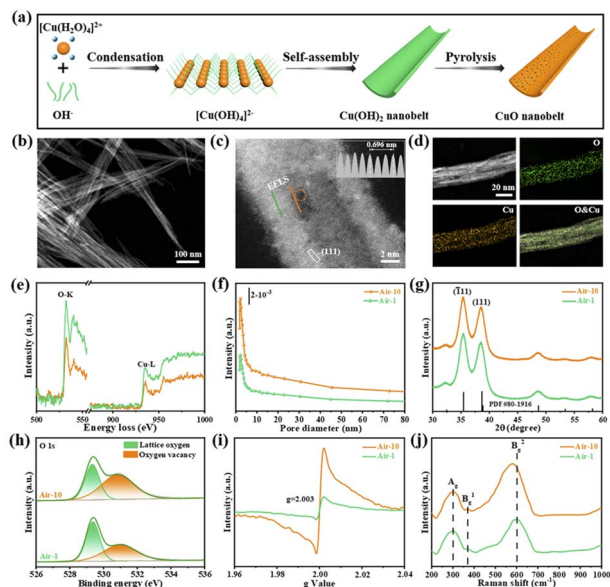 (a)
[Cu(H2O)4]2+
Condensation
Self-assembly
Pyrolysis
OH-
[Cu(OH)4]2-
Cu(OH)2 nanobelt
CuO nanobelt
(b)
100 nm
(c)
0.696 nm
EELS
(111)
2 nm
(d)
O
20 nm
Cu
O&Cu
(e)
Intensity (a.u.)
O-K
Cu-L
500 550 900 950 1000
Energy loss (eV)
(f)
Intensity (a.u.)
2·10-3
Air-10
Air-1
0 10 20 30 40 50 60 70 80
Pore diameter (nm)
(g)
Intensity (a.u.)
(1̅11)
(111)
Air-10
Air-1
PDF #80-1916
30 35 40 45 50 55 60
2θ (degree)
(h)
Intensity (a.u.)
O 1s
Lattice oxygen
Oxygen vacancy
Air-10
Air-1
526 528 530 532 534 536
Binding energy (eV)
(i)
Intensity (a.u.)
g=2.003
Air-10
Air-1
1.96 1.98 2.00 2.02 2.04
g Value
(j)
Intensity (a.u.)
Ag
Bg1
Bg2
Air-10
Air-1
200 300 400 500 600 700 800 900 1000
Raman shift (cm-1)